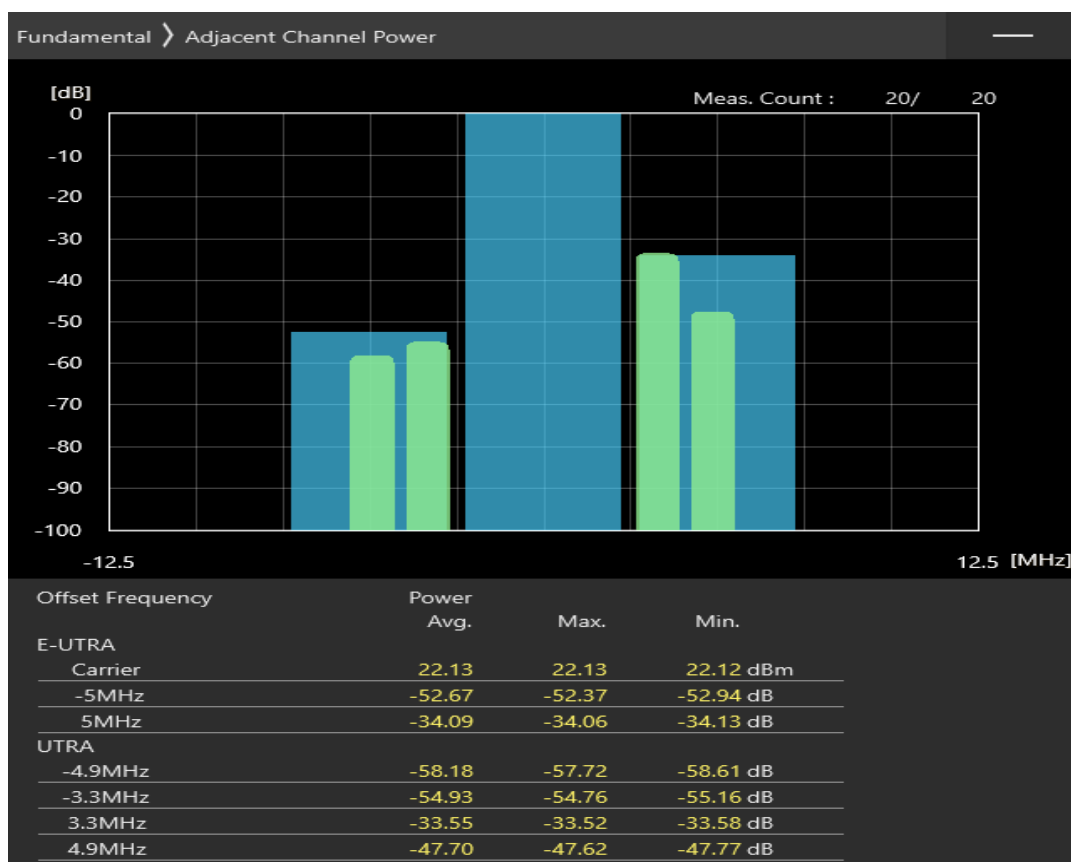 Fundamental ❯ Adjacent Channel Power
[dB]
Meas. Count : 20/ 20
0
-10
-20
-30
-40
-50
-60
-70
-80
-90
-100
-12.5 12.5 [MHz]
Offset Frequency Power
Avg. Max. Min.
E-UTRA
Carrier 22.13 22.13 22.12 dBm
-5MHz -52.67 -52.37 -52.94 dB
5MHz -34.09 -34.06 -34.13 dB
UTRA
-4.9MHz -58.18 -57.72 -58.61 dB
-3.3MHz -54.93 -54.76 -55.16 dB
3.3MHz -33.55 -33.52 -33.58 dB
4.9MHz -47.70 -47.62 -47.77 dB